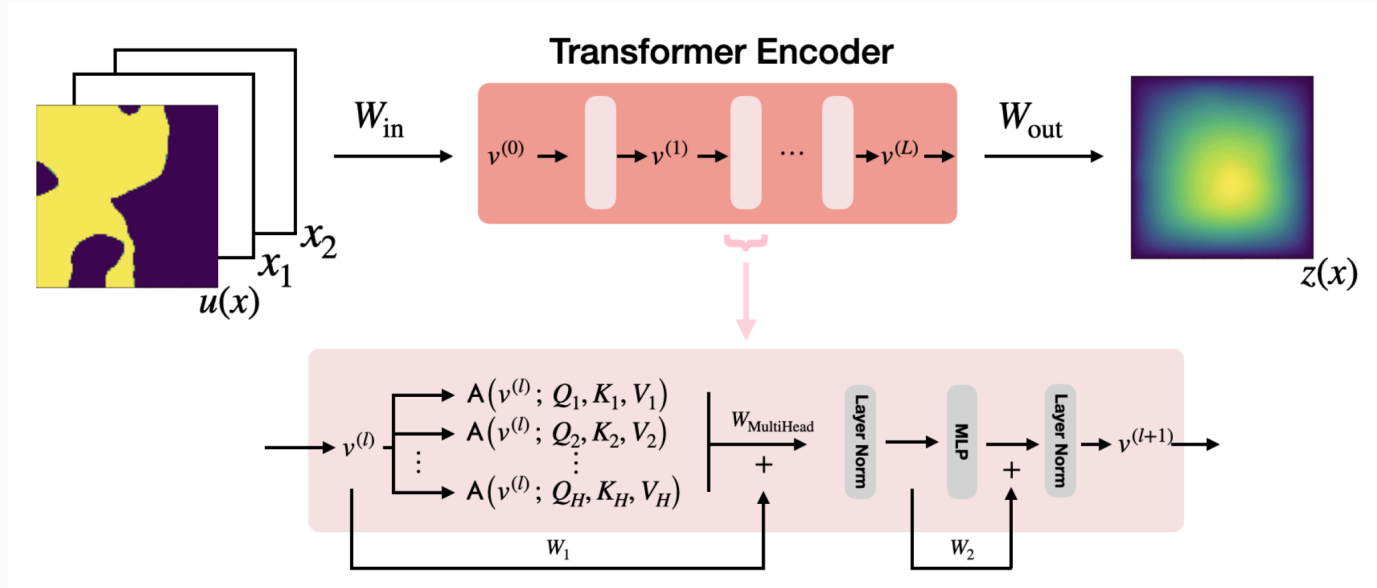 Transformer Encoder
W_in
W_out
v^(0)
v^(1)
...
v^(L)
x_2
x_1
u(x)
z(x)
A(v^(l); Q_1, K_1, V_1)
A(v^(l); Q_2, K_2, V_2)
⋮ ⋮
A(v^(l); Q_H, K_H, V_H)
v^(l)
W_MultiHead
+
Layer Norm
MLP
+
Layer Norm
v^(l+1)
W_1
W_2